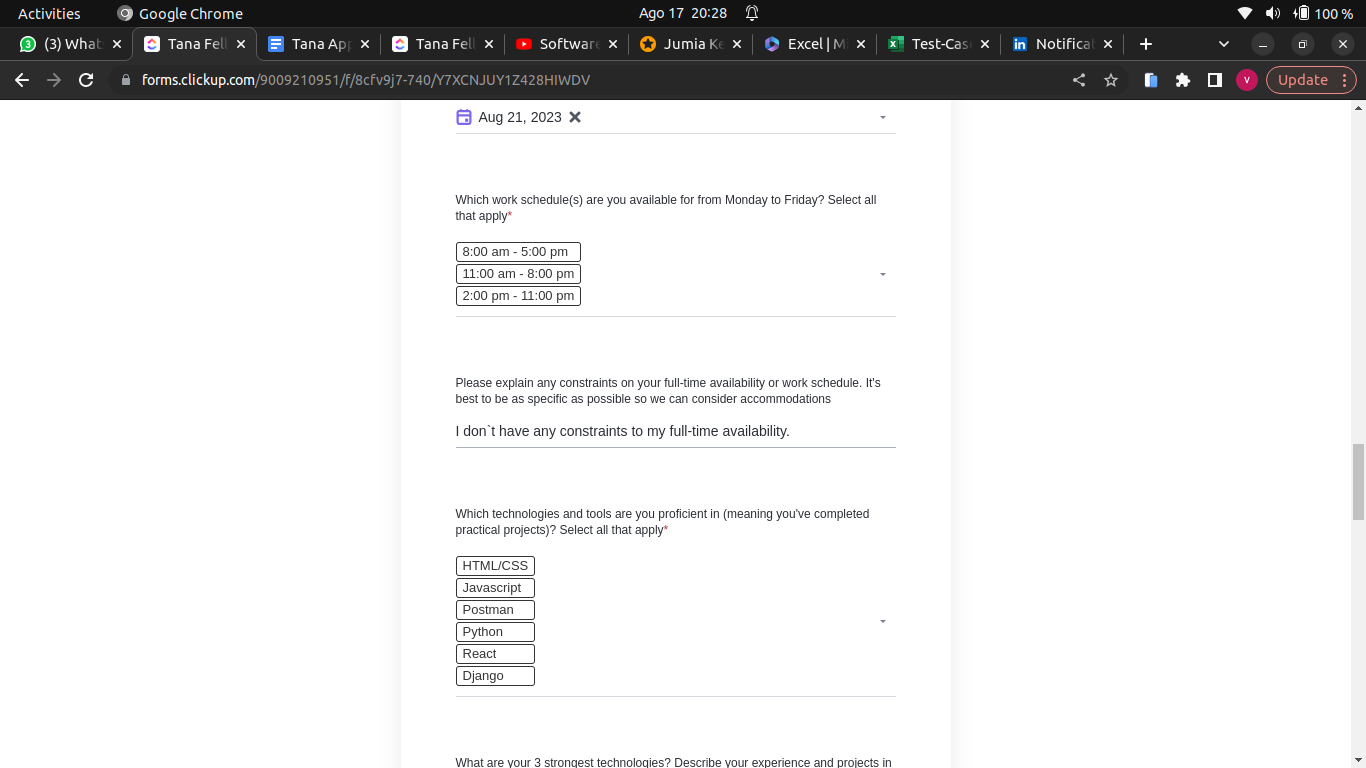 Activities
Google Chrome
Ago 17 20:28
100 %
(3) What
Tana Fell
Tana Ap
Tana Fell
Software
Jumia Ke
Excel | M
Test-Cas
Notificat
forms.clickup.com/9009210951/f/8cfv9j7-740/Y7XCNJUY1Z428HIWDV
V
Update
Aug 21, 2023
Which work schedule(s) are you available for from Monday to Friday? Select all
that apply*
8:00 am - 5:00 pm
11:00 am - 8:00 pm
2:00 pm - 11:00 pm
Please explain any constraints on your full-time availability or work schedule. It's
best to be as specific as possible so we can consider accommodations
I don`t have any constraints to my full-time availability.
Which technologies and tools are you proficient in (meaning you've completed
practical projects)? Select all that apply*
HTML/CSS
Javascript
Postman
Python
React
Django
What are your 3 strongest technologies? Describe your experience and projects in